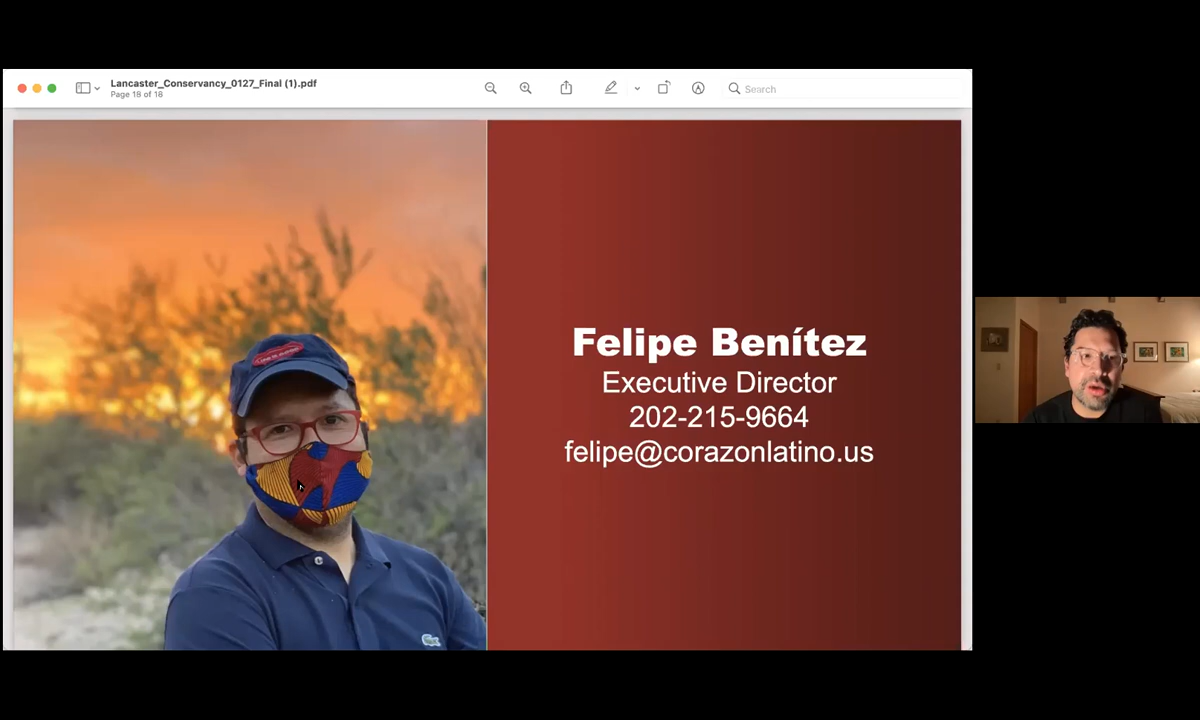 Lancaster_Conservancy_0127_Final (1).pdf
Page 18 of 18
Search
Felipe Benítez
Executive Director
202-215-9664
felipe@corazonlatino.us